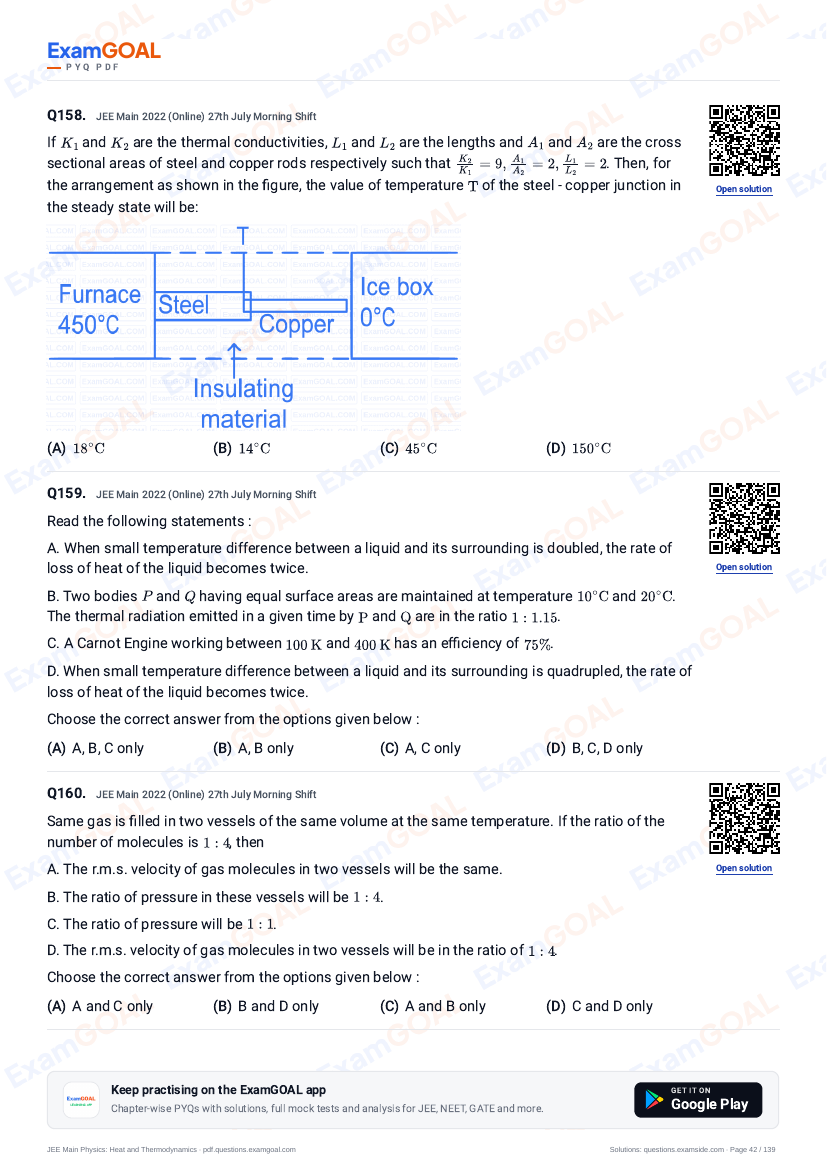 ExamGOAL
PYQ PDF
Q158. JEE Main 2022 (Online) 27th July Morning Shift
If K₁ and K₂ are the thermal conductivities, L₁ and L₂ are the lengths and A₁ and A₂ are the cross
sectional areas of steel and copper rods respectively such that K₂/K₁ = 9, A₁/A₂ = 2, L₁/L₂ = 2. Then, for
the arrangement as shown in the figure, the value of temperature T of the steel - copper junction in
the steady state will be:
Open solution
T
Furnace
450°C
Steel
Copper
Ice box
0°C
Insulating
material
(A) 18°C (B) 14°C (C) 45°C (D) 150°C
Q159. JEE Main 2022 (Online) 27th July Morning Shift
Read the following statements :
A. When small temperature difference between a liquid and its surrounding is doubled, the rate of
loss of heat of the liquid becomes twice.
Open solution
B. Two bodies P and Q having equal surface areas are maintained at temperature 10°C and 20°C.
The thermal radiation emitted in a given time by P and Q are in the ratio 1 : 1.15.
C. A Carnot Engine working between 100 K and 400 K has an efficiency of 75%.
D. When small temperature difference between a liquid and its surrounding is quadrupled, the rate of
loss of heat of the liquid becomes twice.
Choose the correct answer from the options given below :
(A) A, B, C only (B) A, B only (C) A, C only (D) B, C, D only
Q160. JEE Main 2022 (Online) 27th July Morning Shift
Same gas is filled in two vessels of the same volume at the same temperature. If the ratio of the
number of molecules is 1 : 4, then
A. The r.m.s. velocity of gas molecules in two vessels will be the same.
Open solution
B. The ratio of pressure in these vessels will be 1 : 4.
C. The ratio of pressure will be 1 : 1.
D. The r.m.s. velocity of gas molecules in two vessels will be in the ratio of 1 : 4.
Choose the correct answer from the options given below :
(A) A and C only (B) B and D only (C) A and B only (D) C and D only
ExamGOAL
Keep practising on the ExamGOAL app
Chapter-wise PYQs with solutions, full mock tests and analysis for JEE, NEET, GATE and more.
GET IT ON
Google Play
JEE Main Physics: Heat and Thermodynamics · pdf.questions.examgoal.com
Solutions: questions.examside.com · Page 42 / 139